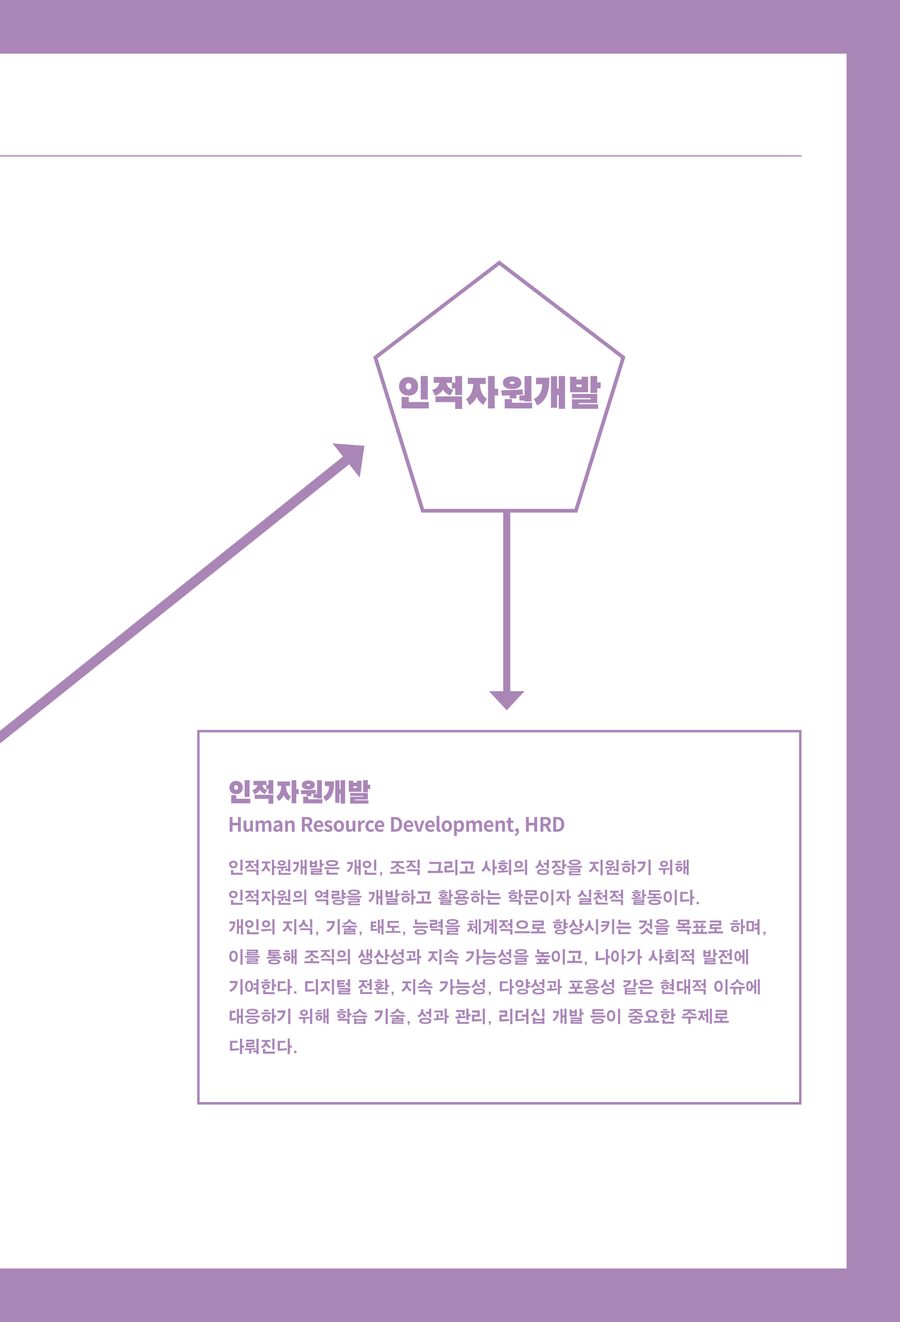 인적자원개발
인적자원개발
Human Resource Development, HRD
인적자원개발은 개인, 조직 그리고 사회의 성장을 지원하기 위해
인적자원의 역량을 개발하고 활용하는 학문이자 실천적 활동이다.
개인의 지식, 기술, 태도, 능력을 체계적으로 향상시키는 것을 목표로 하며,
이를 통해 조직의 생산성과 지속 가능성을 높이고, 나아가 사회적 발전에
기여한다. 디지털 전환, 지속 가능성, 다양성과 포용성 같은 현대적 이슈에
대응하기 위해 학습 기술, 성과 관리, 리더십 개발 등이 중요한 주제로
다뤄진다.